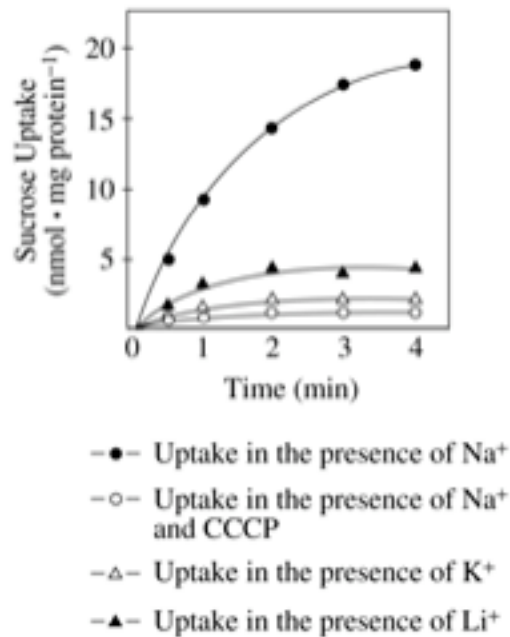 Sucrose Uptake
(nmol • mg protein⁻¹)
20
15
10
5
0 1 2 3 4
Time (min)
Uptake in the presence of Na⁺
Uptake in the presence of Na⁺
and CCCP
Uptake in the presence of K⁺
Uptake in the presence of Li⁺